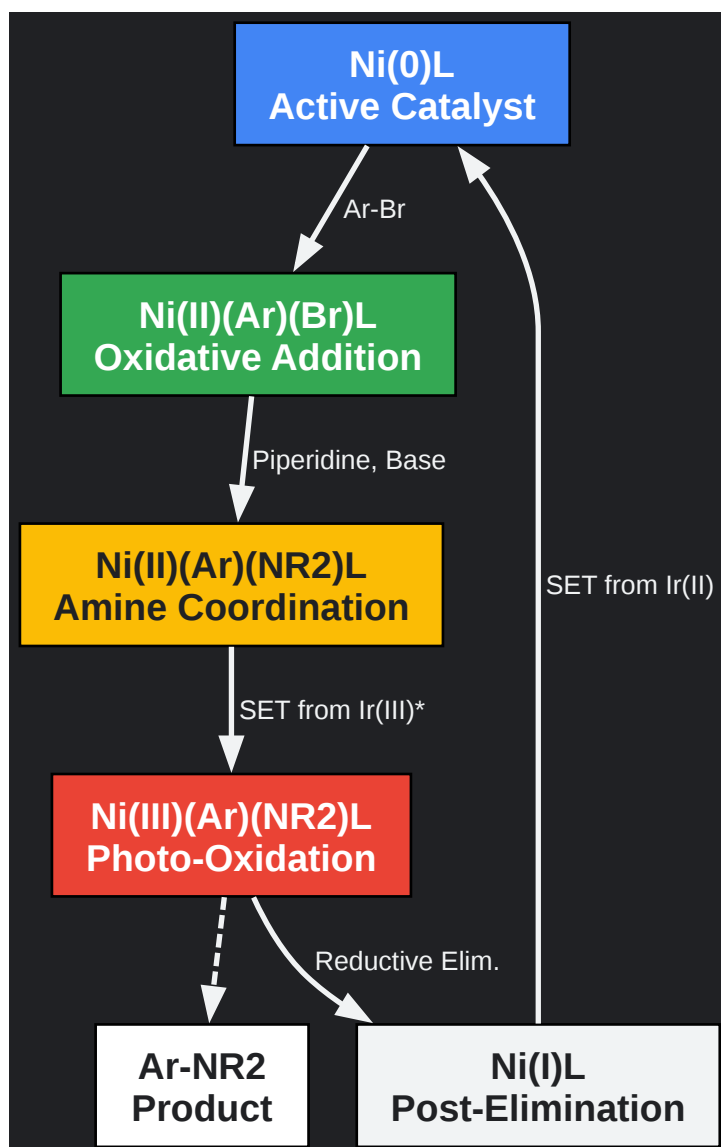 Ni(0)L
Active Catalyst
Ar-Br
Ni(II)(Ar)(Br)L
Oxidative Addition
Piperidine, Base
Ni(II)(Ar)(NR2)L
Amine Coordination
SET from Ir(II)
SET from Ir(III)*
Ni(III)(Ar)(NR2)L
Photo-Oxidation
Reductive Elim.
Ar-NR2
Product
Ni(I)L
Post-Elimination